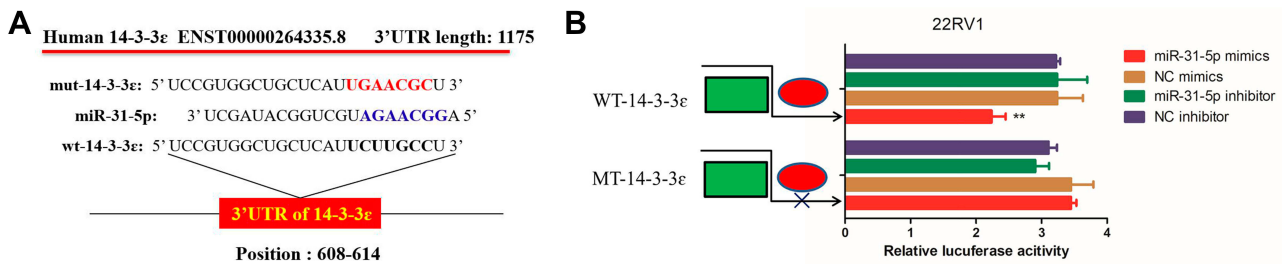 A
Human 14-3-3ε ENST00000264335.8 3'UTR length: 1175
mut-14-3-3ε: 5' UCCGUGGCUGCUCAUUGAACGCU 3'
miR-31-5p: 3' UCGAUACGGUCGUAGAACGGA 5'
wt-14-3-3ε: 5' UCCGUGGCUGCUCAUUCUUGCCU 3'
3'UTR of 14-3-3ε
Position : 608-614
B
22RV1
WT-14-3-3ε
**
MT-14-3-3ε
0 1 2 3 4
Relative lucuferase acitivity
miR-31-5p mimics
NC mimics
miR-31-5p inhibitor
NC inhibitor